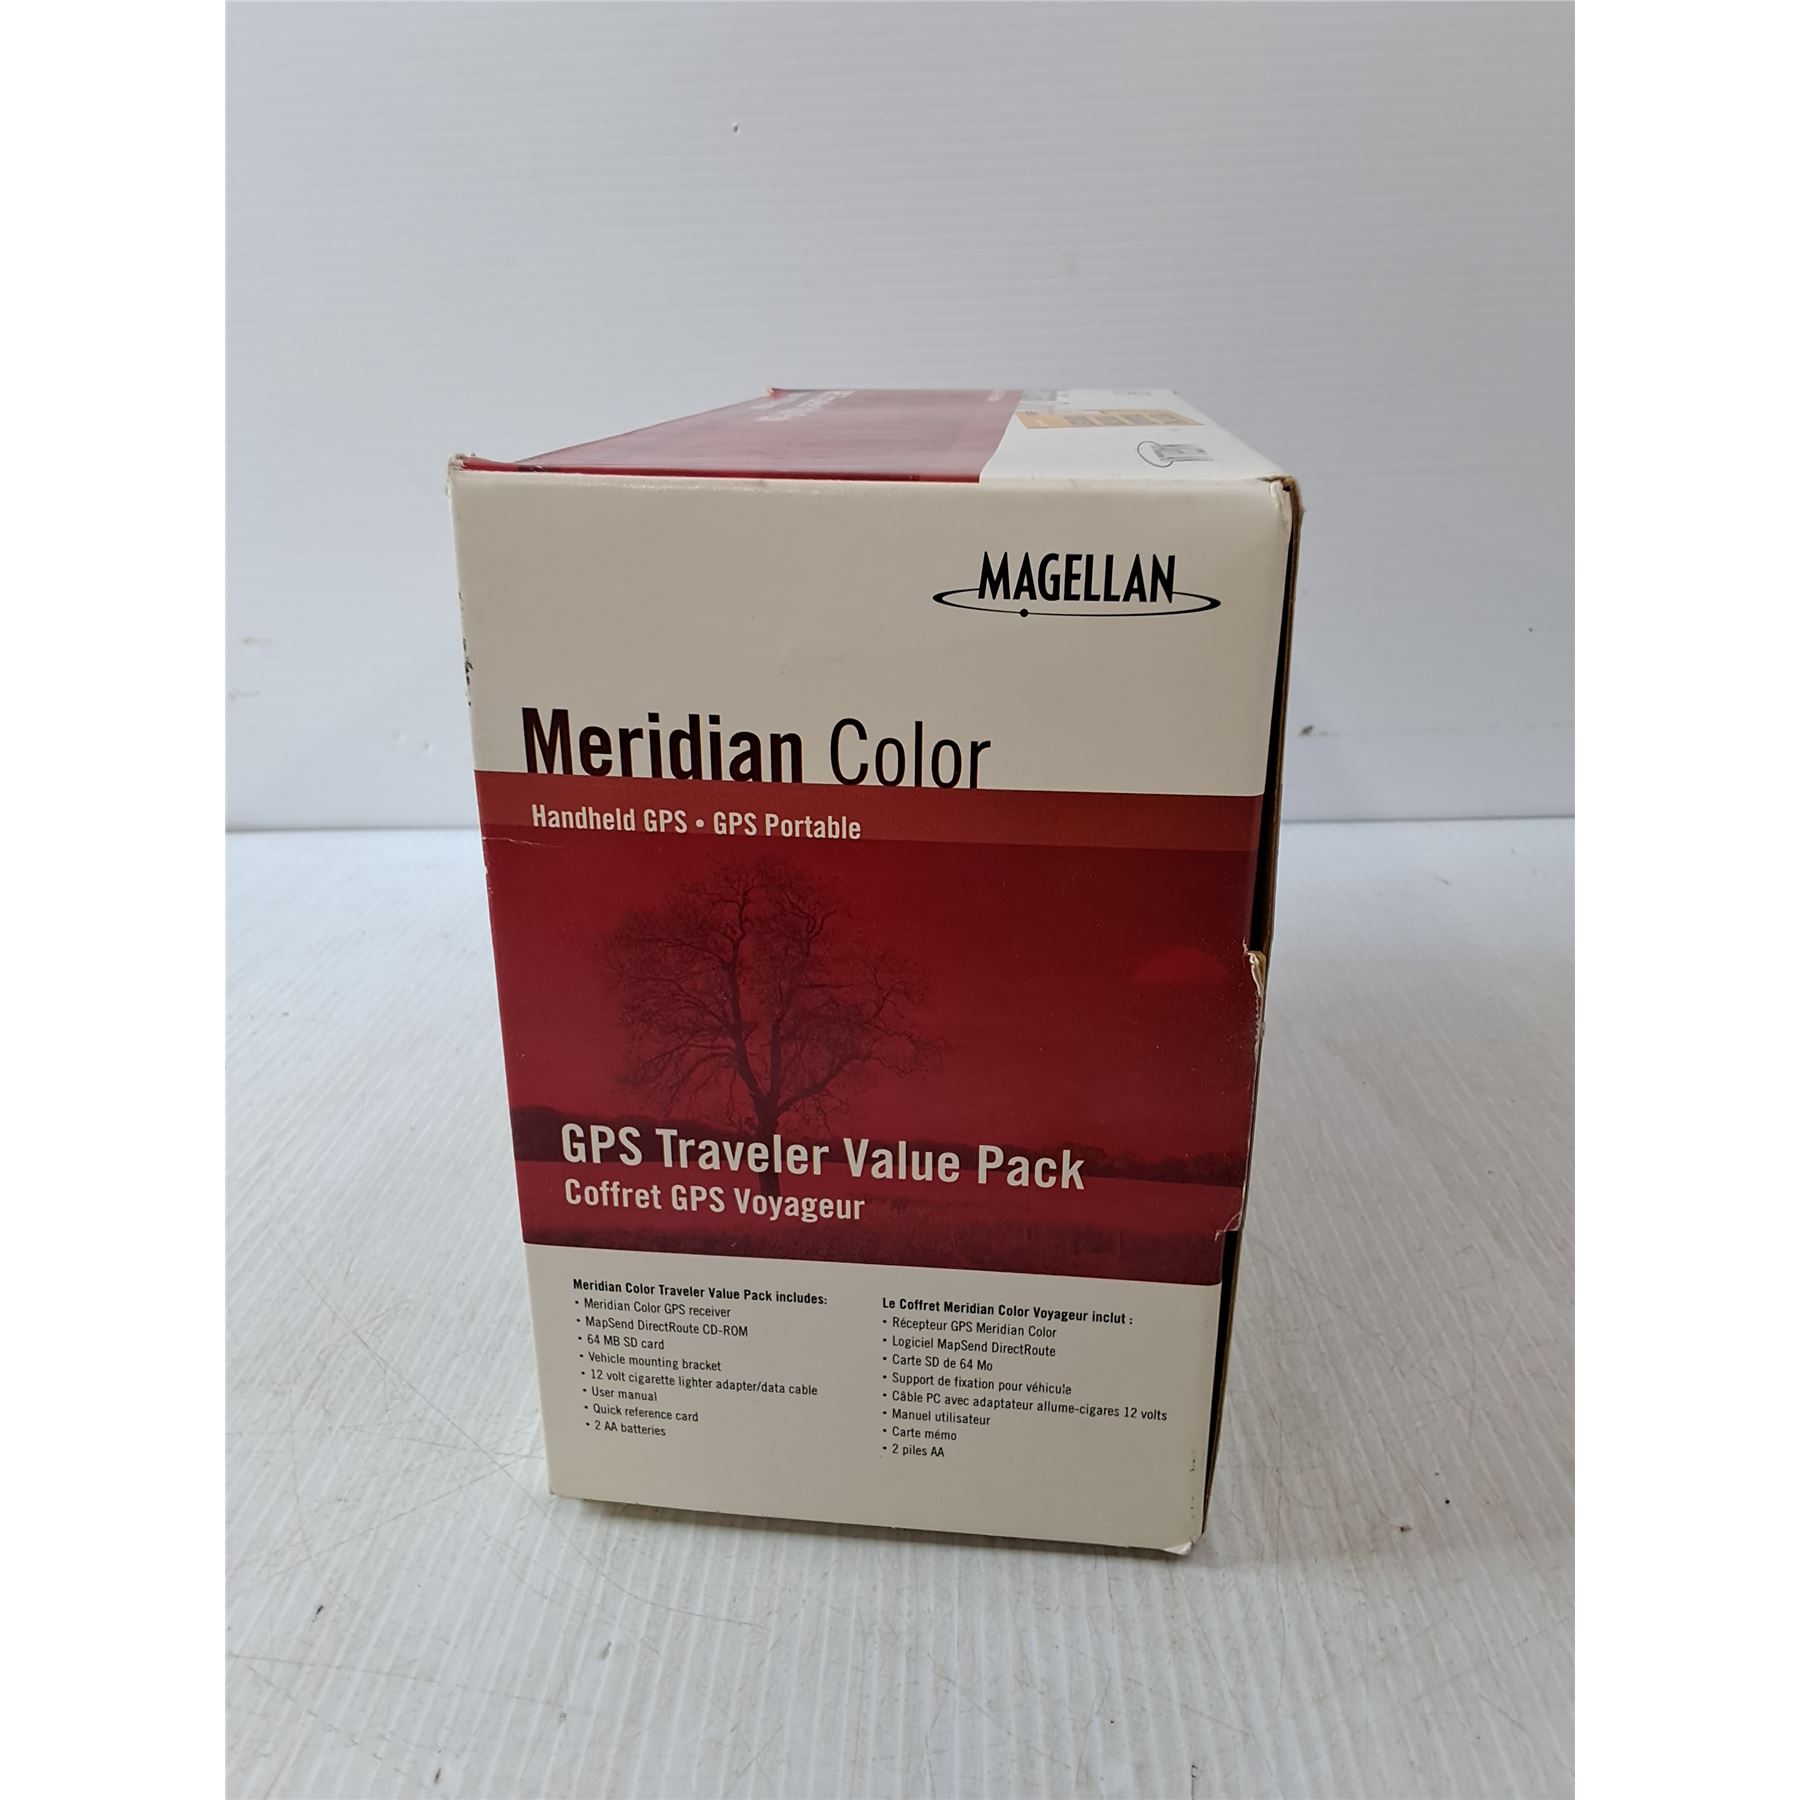 MAGELLAN
Meridian Color
Handheld GPS • GPS Portable
GPS Traveler Value Pack
Coffret GPS Voyageur
Meridian Color Traveler Value Pack includes:
• Meridian Color GPS receiver
• MapSend DirectRoute CD-ROM
• 64 MB SD card
• Vehicle mounting bracket
• 12 volt cigarette lighter adapter/data cable
• User manual
• Quick reference card
• 2 AA batteries
Le Coffret Meridian Color Voyageur inclut :
• Récepteur GPS Meridian Color
• Logiciel MapSend DirectRoute
• Carte SD de 64 Mo
• Support de fixation pour véhicule
• Câble PC avec adaptateur allume-cigares 12 volts
• Manuel utilisateur
• Carte mémo
• 2 piles AA